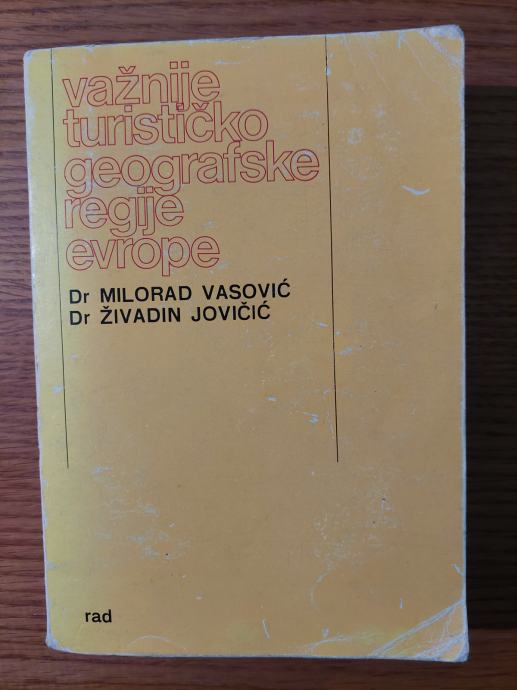 važnije
turističko
geografske
regije
evrope
Dr MILORAD VASOVIĆ
Dr ŽIVADIN JOVIČIĆ
rad